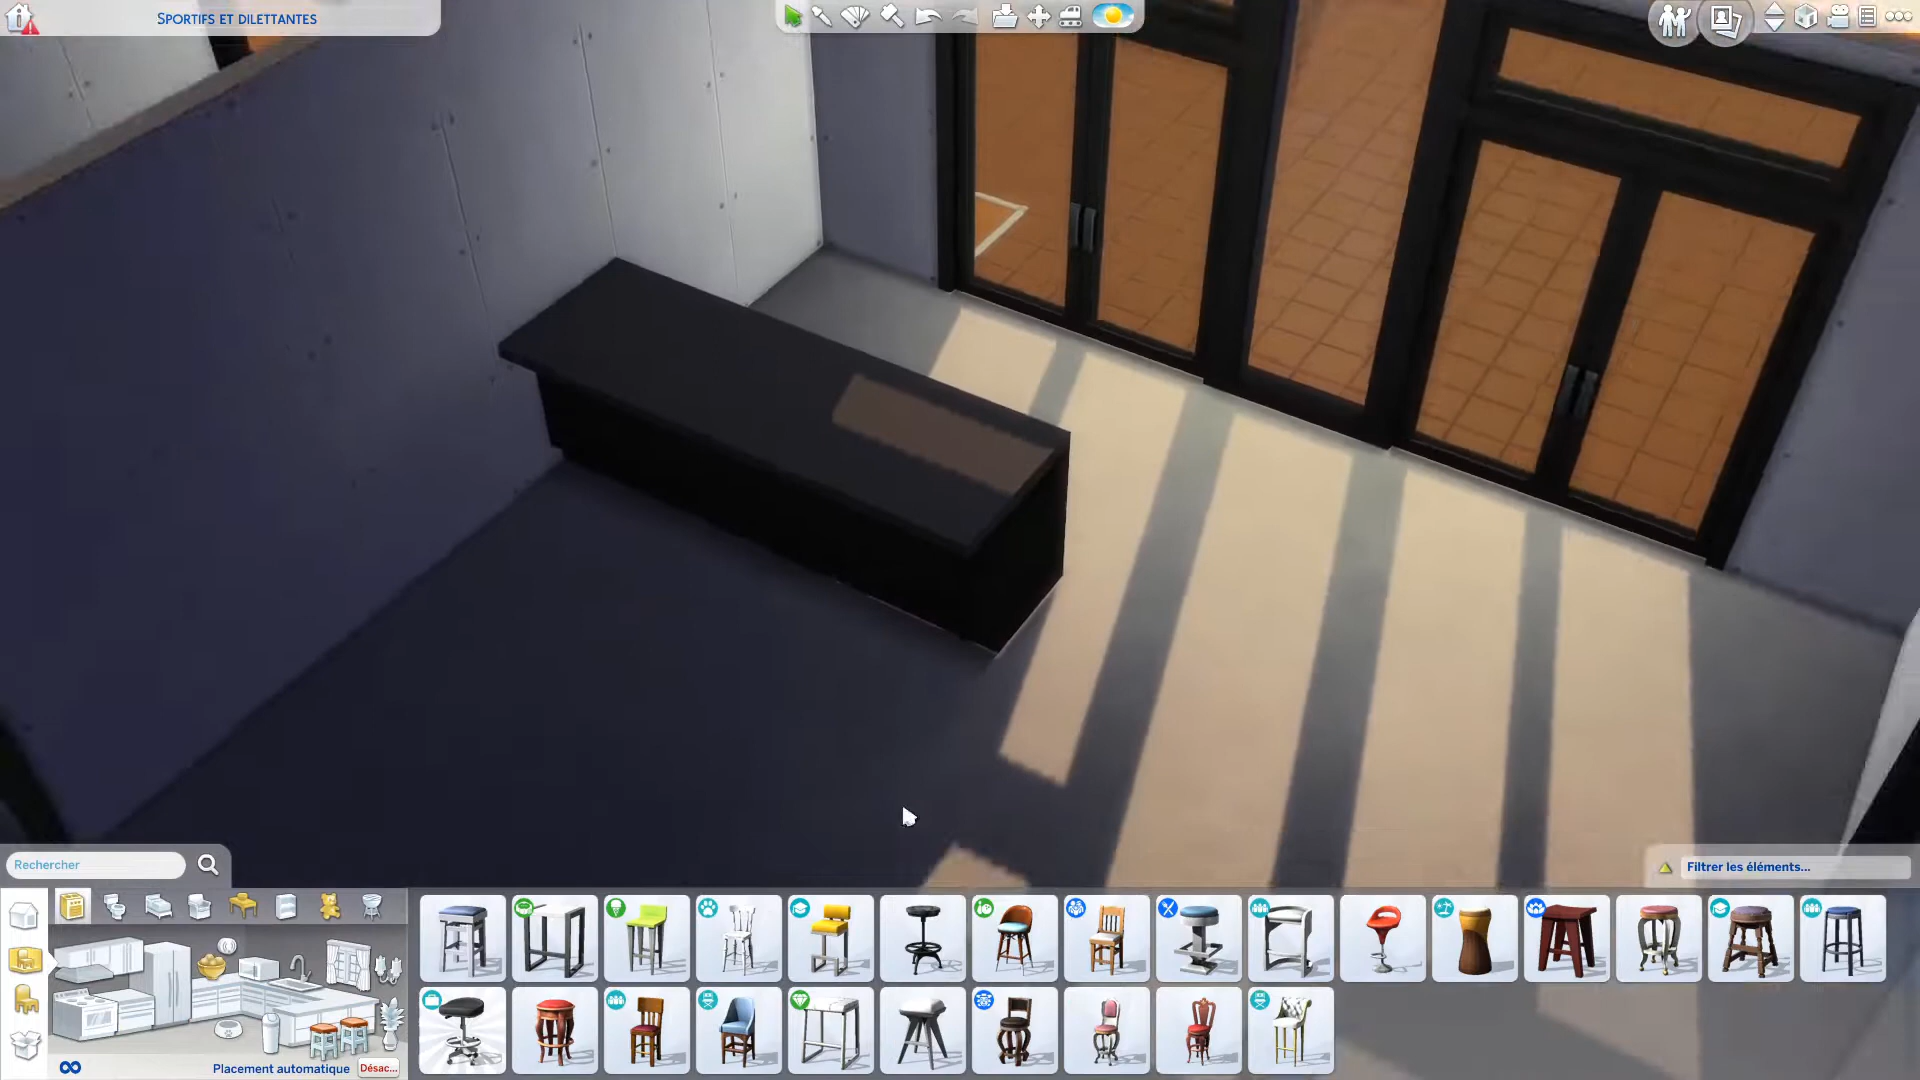 Sportifs et dilettantes
Rechercher
Filtrer les éléments...
Placement automatique
Désac...